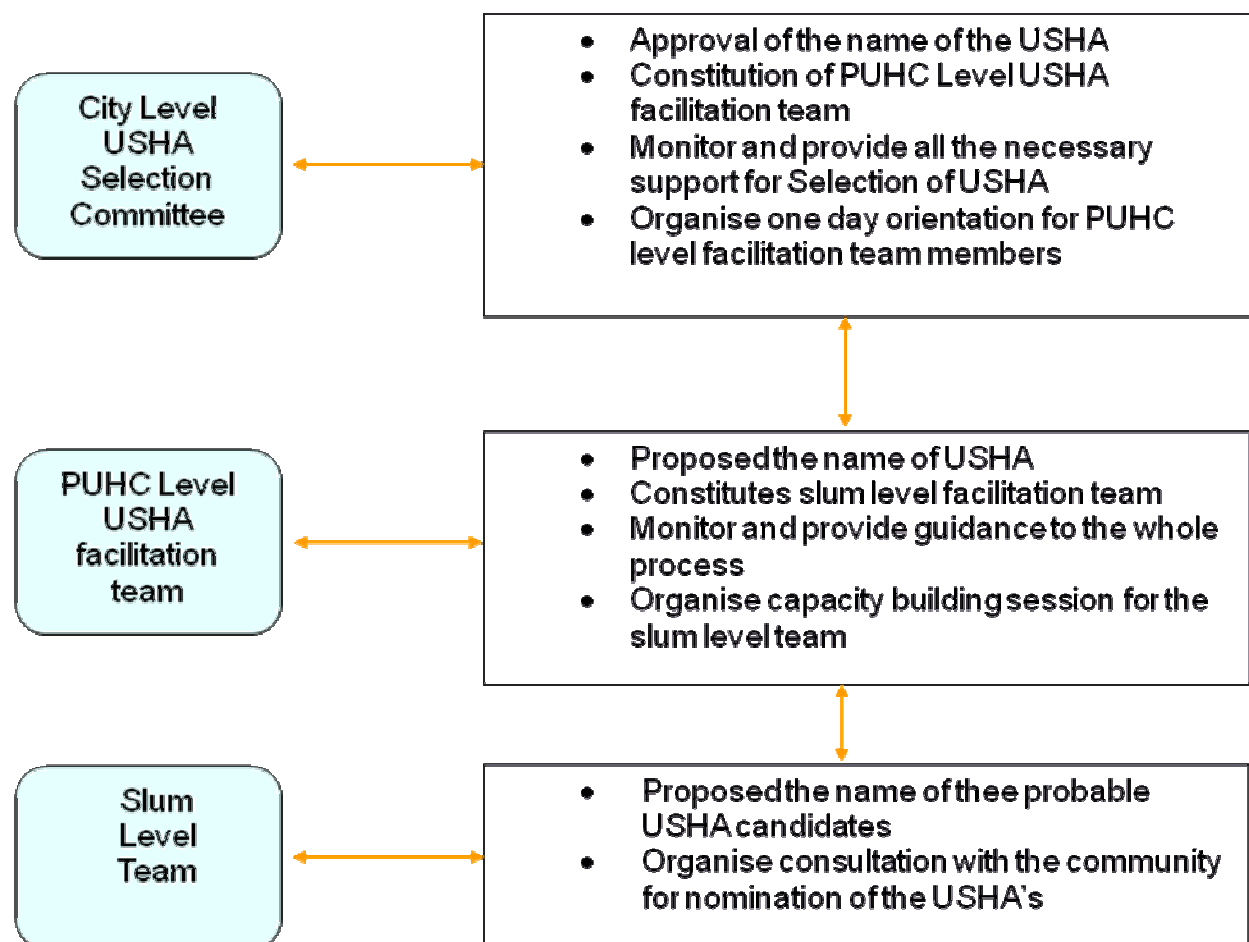 City Level
USHA
Selection
Committee
• Approval of the name of the USHA
• Constitution of PUHC Level USHA
facilitation team
• Monitor and provide all the necessary
support for Selection of USHA
• Organise one day orientation for PUHC
level facilitation team members
PUHC Level
USHA
facilitation
team
• Proposed the name of USHA
• Constitutes slum level facilitation team
• Monitor and provide guidance to the whole
process
• Organise capacity building session for the
slum level team
Slum
Level
Team
• Proposed the name of thee probable
USHA candidates
• Organise consultation with the community
for nomination of the USHA's